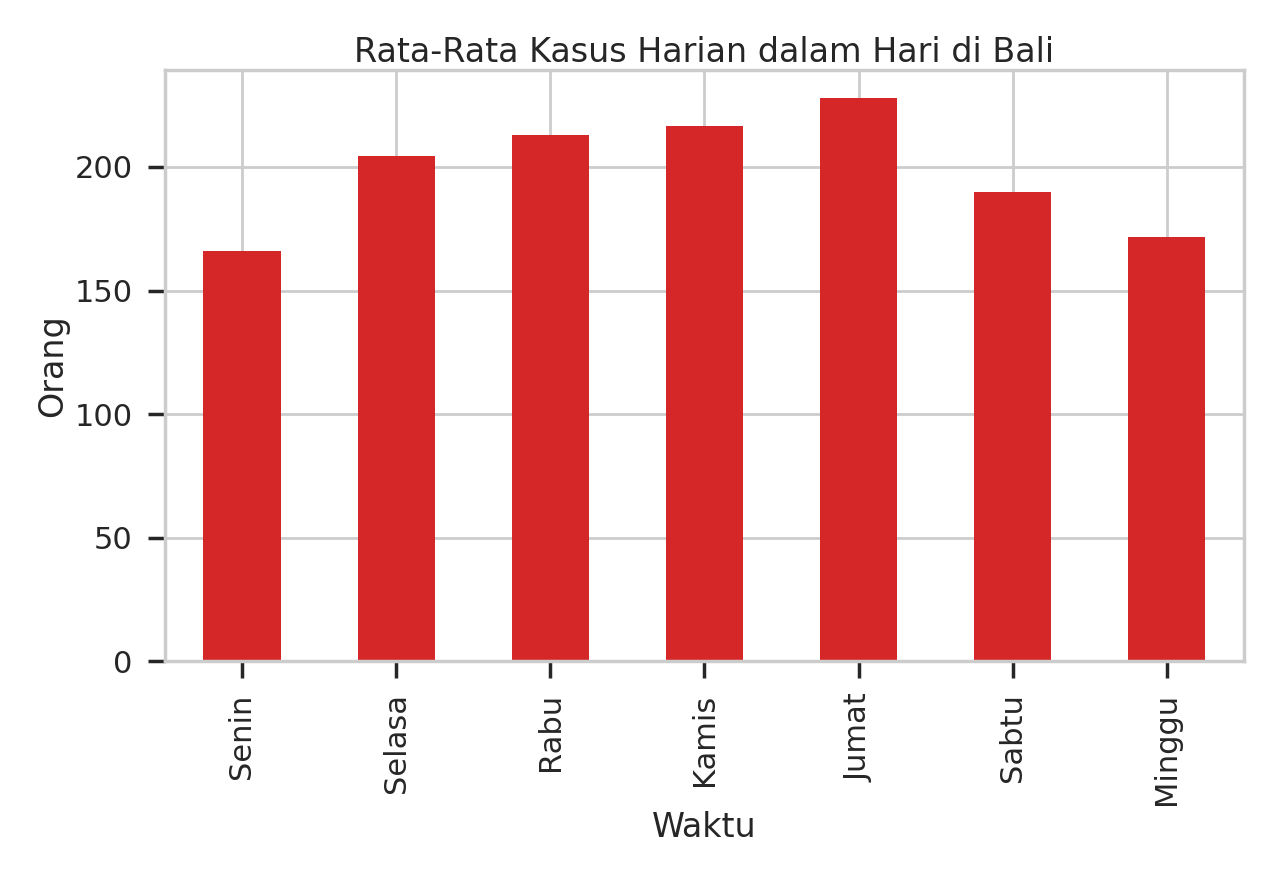 Rata-Rata Kasus Harian dalam Hari di Bali
200
150
100
50
0
Orang
Senin
Selasa
Rabu
Kamis
Jumat
Sabtu
Minggu
Waktu